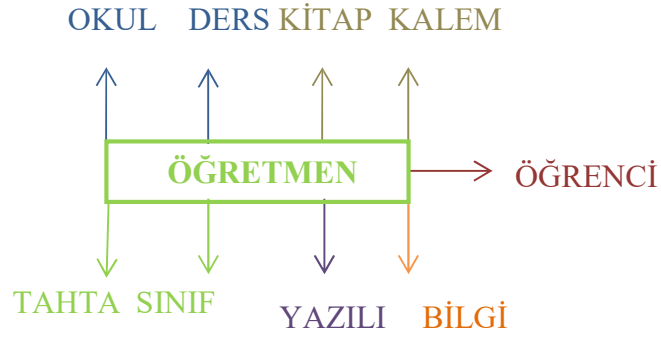 OKUL DERS KİTAP KALEM
ÖĞRETMEN
ÖĞRENCİ
TAHTA SINIF
YAZILI BİLGİ